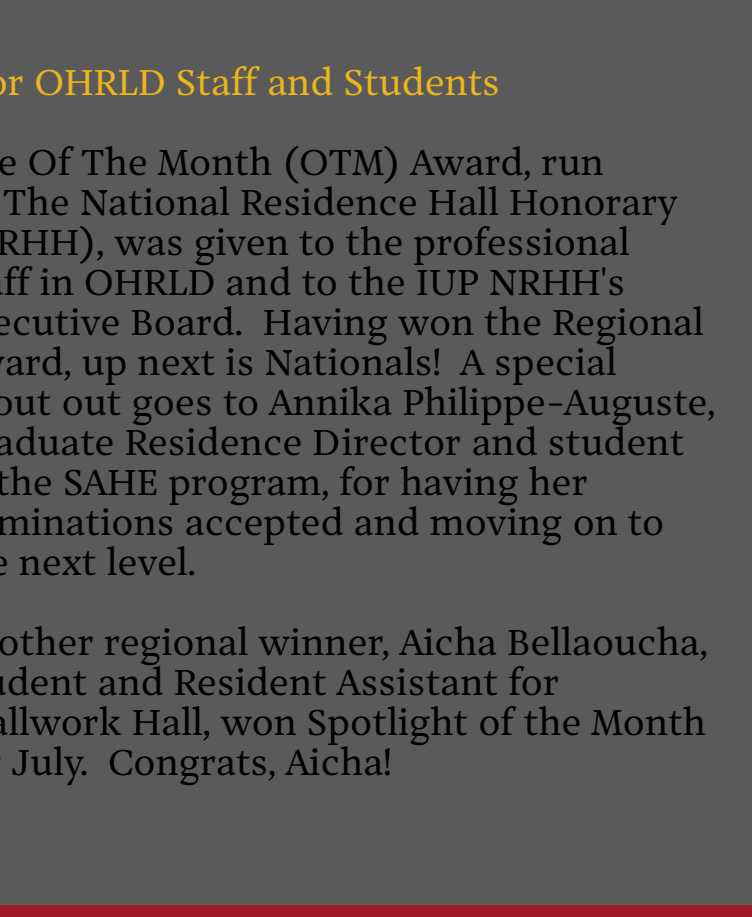 or OHRLD Staff and Students
e Of The Month (OTM) Award, run
The National Residence Hall Honorary
RHH), was given to the professional
aff in OHRLD and to the IUP NRHH's
ecutive Board.  Having won the Regional
vard, up next is Nationals!  A special
out out goes to Annika Philippe-Auguste,
aduate Residence Director and student
the SAHE program, for having her
minations accepted and moving on to
e next level.
other regional winner, Aicha Bellaoucha,
udent and Resident Assistant for
allwork Hall, won Spotlight of the Month
r July.  Congrats, Aicha!